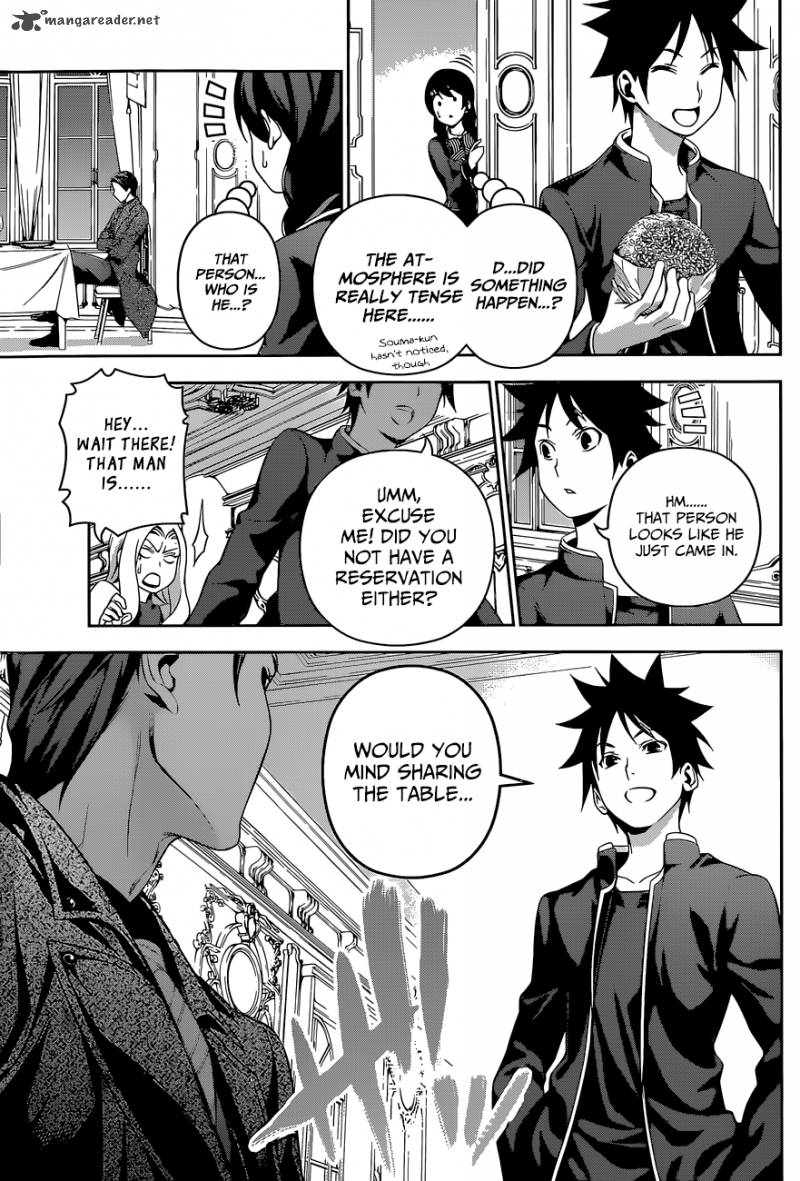 mangareader.net
D...DID
SOMETHING
HAPPEN...?
THE AT-
MOSPHERE IS
REALLY TENSE
HERE......
Souma-kun
hasn't noticed,
though
THAT
PERSON...
WHO IS
HE...?
HM......
THAT PERSON
LOOKS LIKE HE
JUST CAME IN.
UMM,
EXCUSE
ME! DID YOU
NOT HAVE A
RESERVATION
EITHER?
HEY...
WAIT THERE!
THAT MAN
IS......
WOULD YOU
MIND SHARING
THE TABLE...